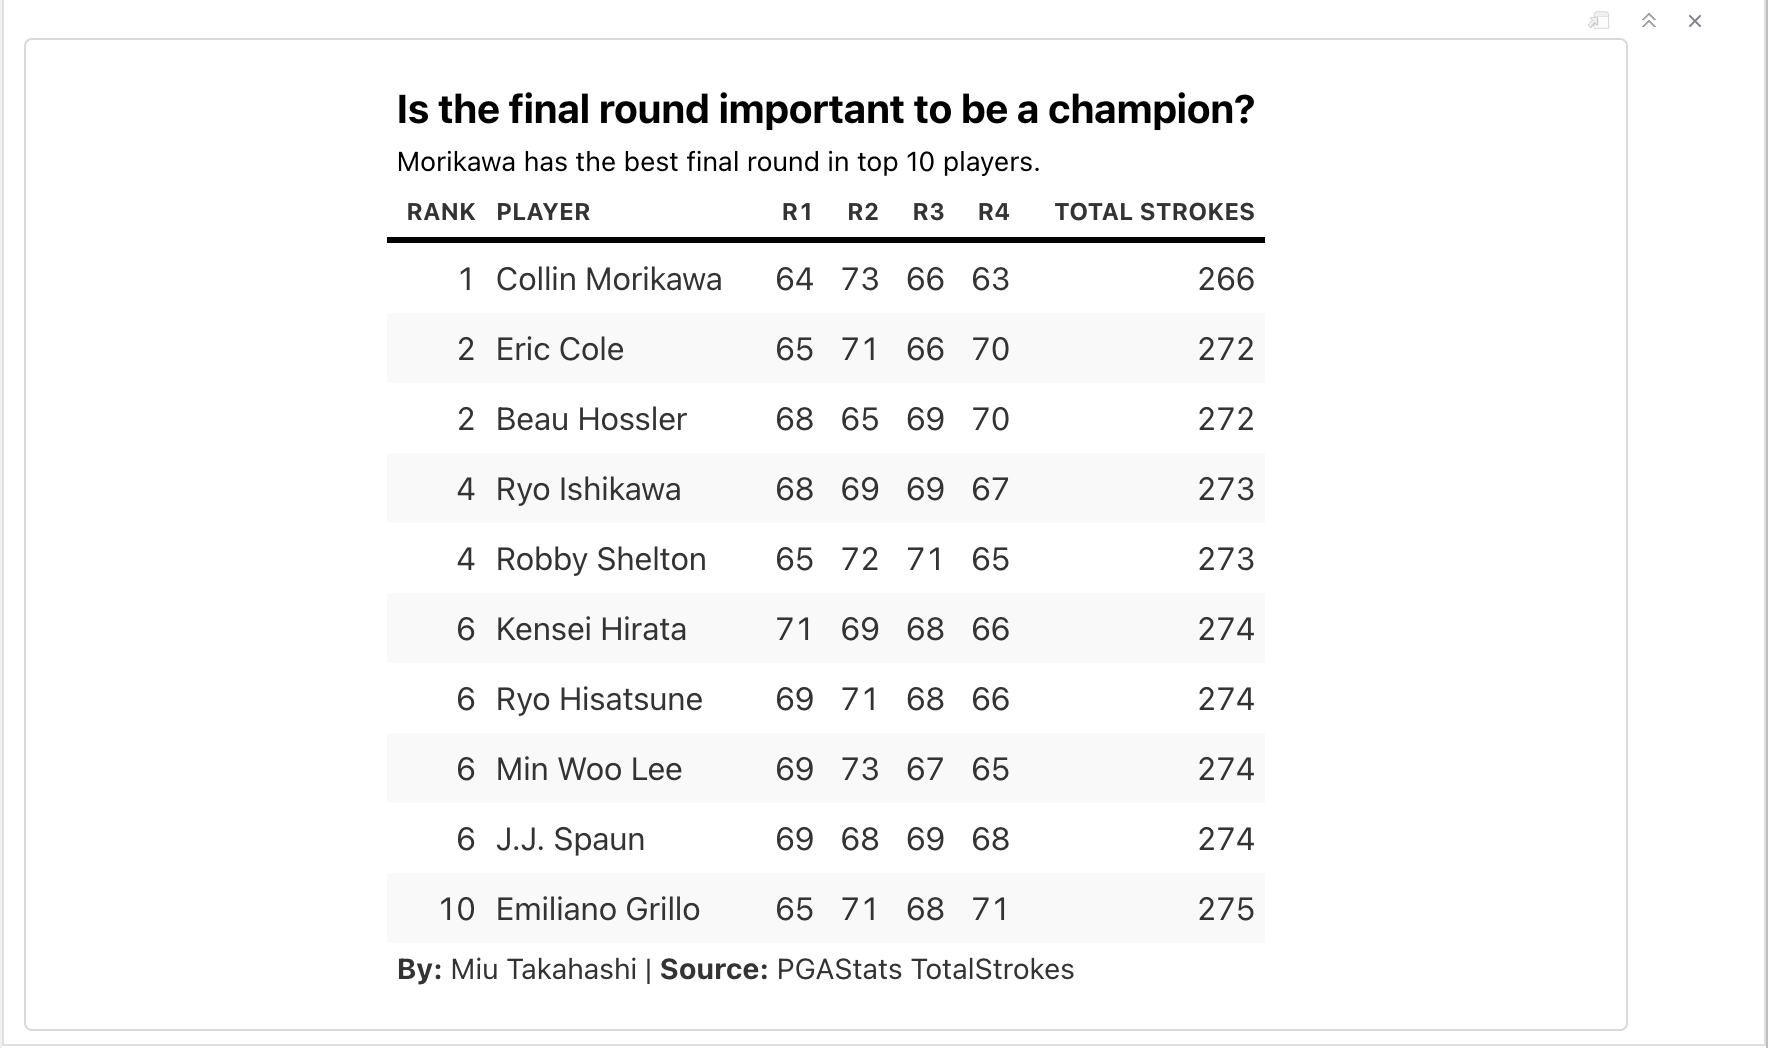 Is the final round important to be a champion?
Morikawa has the best final round in top 10 players.
RANK PLAYER R1 R2 R3 R4 TOTAL STROKES
1 Collin Morikawa 64 73 66 63 266
2 Eric Cole 65 71 66 70 272
2 Beau Hossler 68 65 69 70 272
4 Ryo Ishikawa 68 69 69 67 273
4 Robby Shelton 65 72 71 65 273
6 Kensei Hirata 71 69 68 66 274
6 Ryo Hisatsune 69 71 68 66 274
6 Min Woo Lee 69 73 67 65 274
6 J.J. Spaun 69 68 69 68 274
10 Emiliano Grillo 65 71 68 71 275
By: Miu Takahashi | Source: PGAStats TotalStrokes